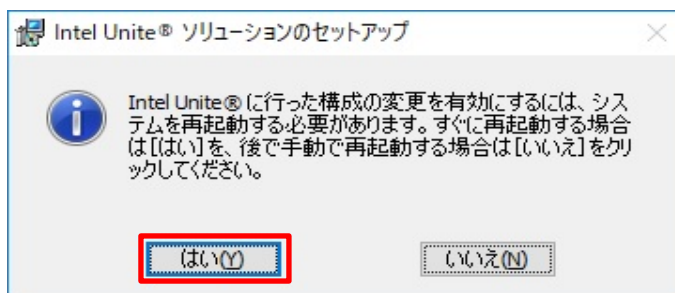 Intel Unite® ソリューションのセットアップ
Intel Unite® に行った構成の変更を有効にするには、シス
テムを再起動する必要があります。すぐに再起動する場合
は[はい]を、後で手動で再起動する場合は[いいえ]をクリ
ックしてください。
はい(Y)
いいえ(N)